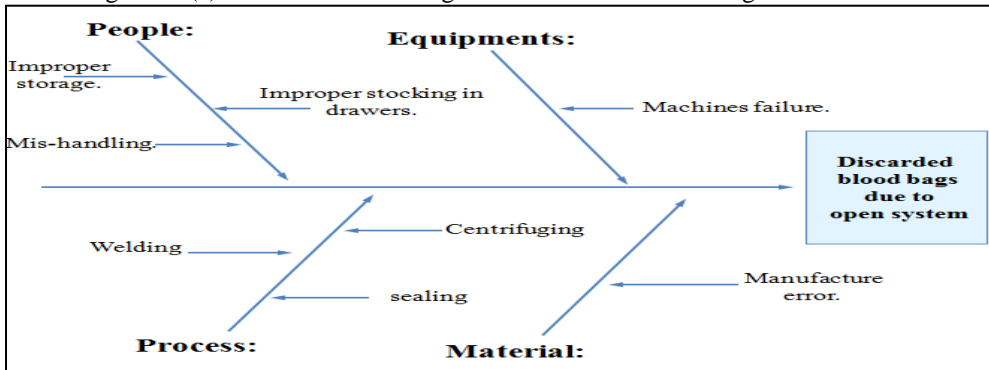 People:
Equipments:
Improper
storage.
Improper stocking in
drawers.
Machines failure.
Mis-handling.
Discarded
blood bags
due to
open system
Centrifuging
Welding
sealing
Manufacture
error.
Process:
Material: